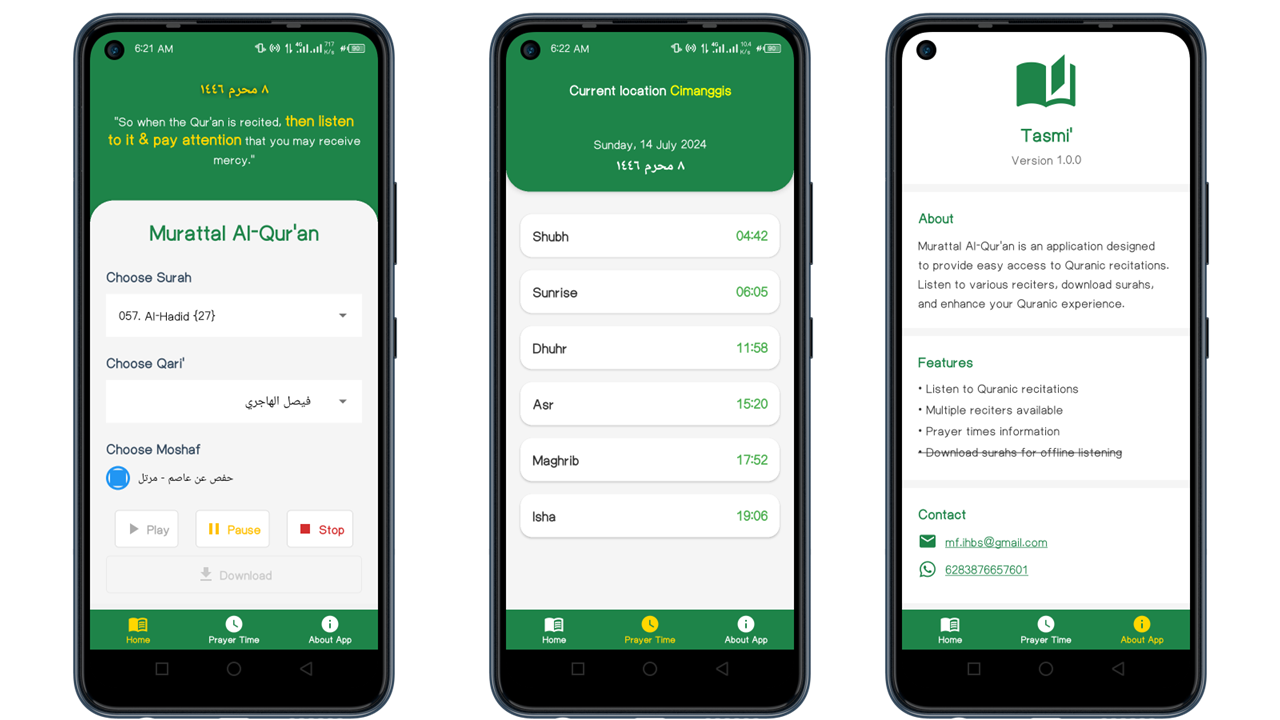 6:21 AM
4G
717 K/s
90
٨ محرم ١٤٤٦
"So when the Qur'an is recited, then listen
to it & pay attention that you may receive
mercy."
Murattal Al-Qur'an
Choose Surah
057. Al-Hadid {27}
Choose Qari'
فيصل الهاجري
Choose Moshaf
حفص عن عاصم - مرتل
Play
Pause
Stop
Download
Home
Prayer Time
About App
6:22 AM
4G
10.4 K/s
90
Current location Cimanggis
Sunday, 14 July 2024
٨ محرم ١٤٤٦
Shubh 04:42
Sunrise 06:05
Dhuhr 11:58
Asr 15:20
Maghrib 17:52
Isha 19:06
Home
Prayer Time
About App
Tasmi'
Version 1.0.0
About
Murattal Al-Qur'an is an application designed
to provide easy access to Quranic recitations.
Listen to various reciters, download surahs,
and enhance your Quranic experience.
Features
• Listen to Quranic recitations
• Multiple reciters available
• Prayer times information
• Download surahs for offline listening
Contact
mf.ihbs@gmail.com
6283876657601
Home
Prayer Time
About App